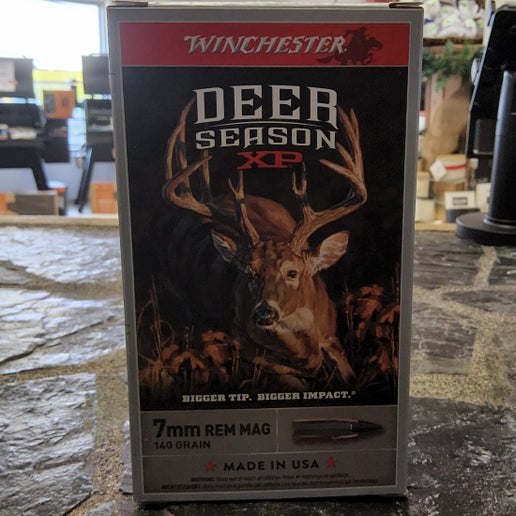 WINCHESTER
DEER
SEASON
XP
BIGGER TIP. BIGGER IMPACT.®
7mm REM MAG
140 GRAIN
MADE IN USA